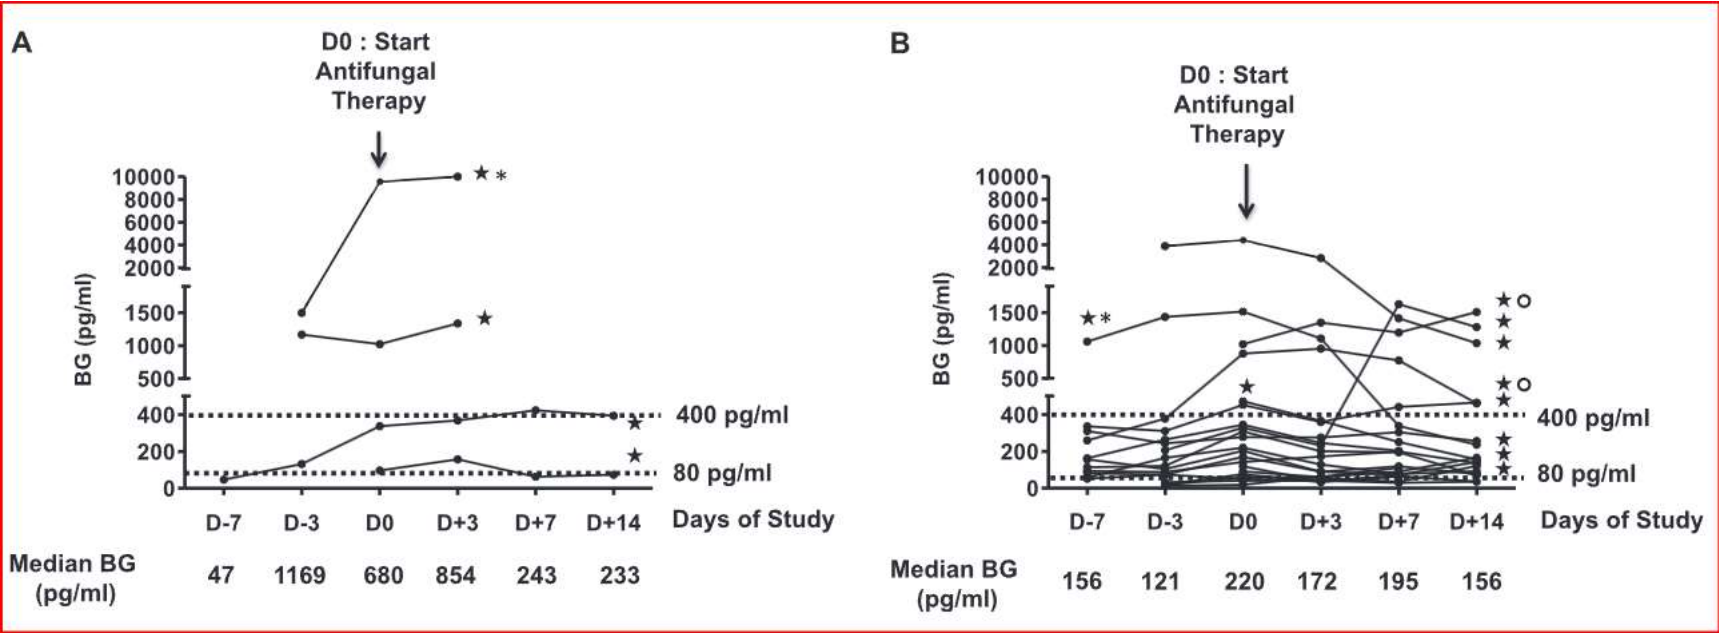 A
D0 : Start
Antifungal
Therapy
10000
8000
6000
4000
2000
1500
1000
500
400
200
0
BG (pg/ml)
★ *
★
★
★
400 pg/ml
80 pg/ml
D-7 D-3 D0 D+3 D+7 D+14 Days of Study
Median BG
(pg/ml)
47 1169 680 854 243 233
B
D0 : Start
Antifungal
Therapy
10000
8000
6000
4000
2000
1500
1000
500
400
200
0
BG (pg/ml)
★ *
★
★ O
★
★
★ O
★
★
★
★
400 pg/ml
80 pg/ml
D-7 D-3 D0 D+3 D+7 D+14 Days of Study
Median BG
(pg/ml)
156 121 220 172 195 156